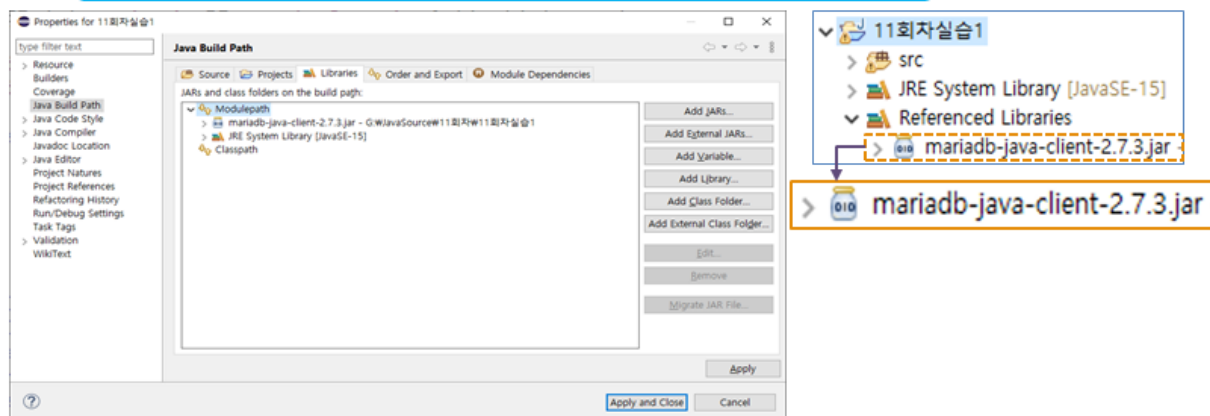 Properties for 11회차실습1
type filter text
Resource
Builders
Coverage
Java Build Path
Java Code Style
Java Compiler
Javadoc Location
Java Editor
Project Natures
Project References
Refactoring History
Run/Debug Settings
Task Tags
Validation
WikiText
Java Build Path
Source Projects Libraries Order and Export Module Dependencies
JARs and class folders on the build path:
Modulepath
mariadb-java-client-2.7.3.jar - G:₩JavaSource₩11회차₩11회차실습1
JRE System Library [JavaSE-15]
Classpath
Add JARs...
Add External JARs...
Add Variable...
Add Library...
Add Class Folder...
Add External Class Folder...
Edit...
Remove
Migrate JAR File...
Apply
Apply and Close Cancel
11회차실습1
src
JRE System Library [JavaSE-15]
Referenced Libraries
mariadb-java-client-2.7.3.jar -
mariadb-java-client-2.7.3.jar